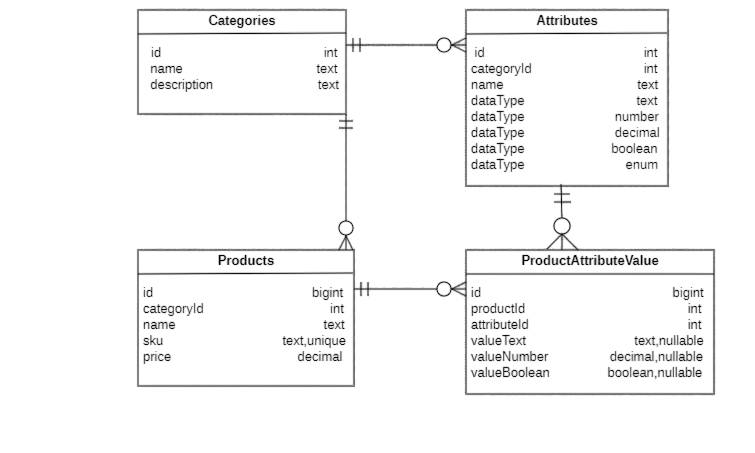 Categories
id int
name text
description text
Attributes
id int
categoryId int
name text
dataType text
dataType number
dataType decimal
dataType boolean
dataType enum
Products
id bigint
categoryId int
name text
sku text,unique
price decimal
ProductAttributeValue
id bigint
productId int
attributeId int
valueText text,nullable
valueNumber decimal,nullable
valueBoolean boolean,nullable